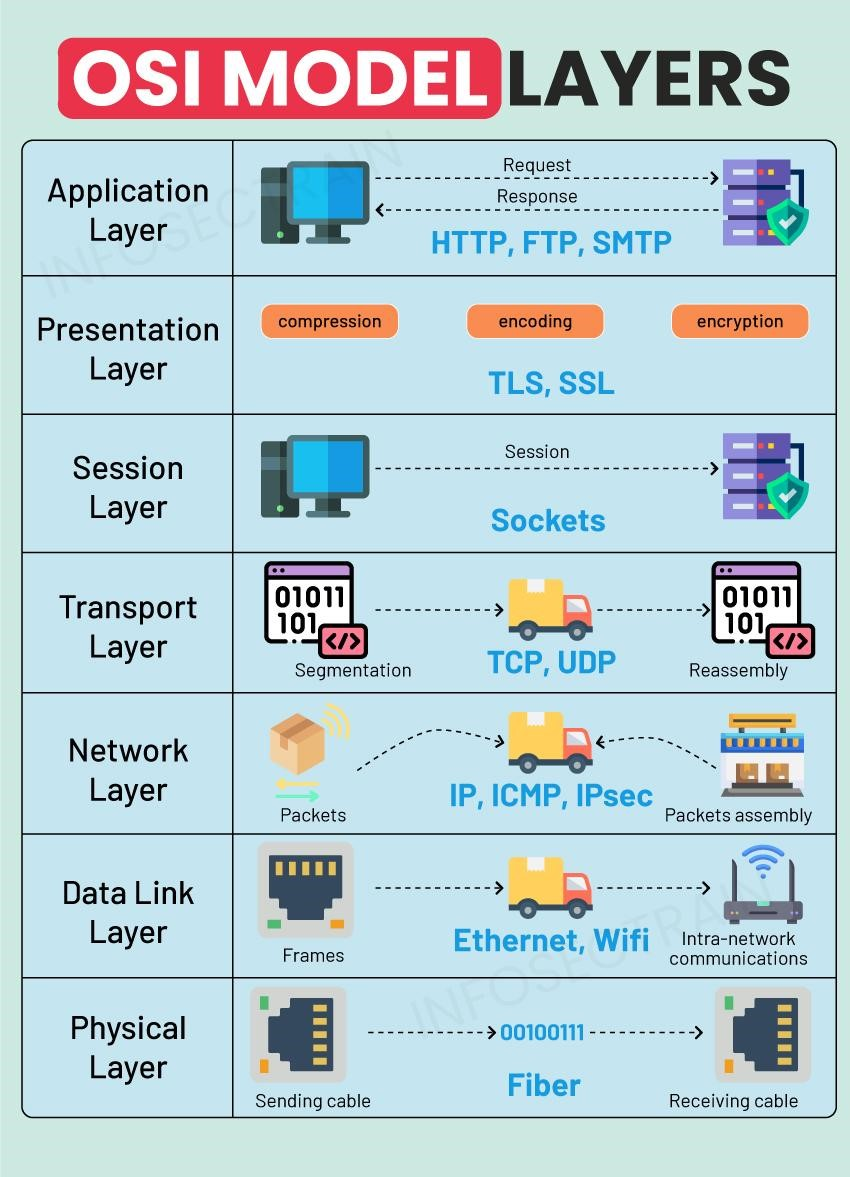 OSI MODEL LAYERS
Application
Layer
Request
Response
HTTP, FTP, SMTP
Presentation
Layer
compression
encoding
encryption
TLS, SSL
Session
Layer
Session
Sockets
Transport
Layer
01011
101
</>
Segmentation
TCP, UDP
01011
101
</>
Reassembly
Network
Layer
Packets
IP, ICMP, IPsec
Packets assembly
Data Link
Layer
Frames
Ethernet, Wifi
Intra-network
communications
Physical
Layer
Sending cable
00100111
Fiber
Receiving cable
INFOSECTRAIN
INFOSECTRAIN